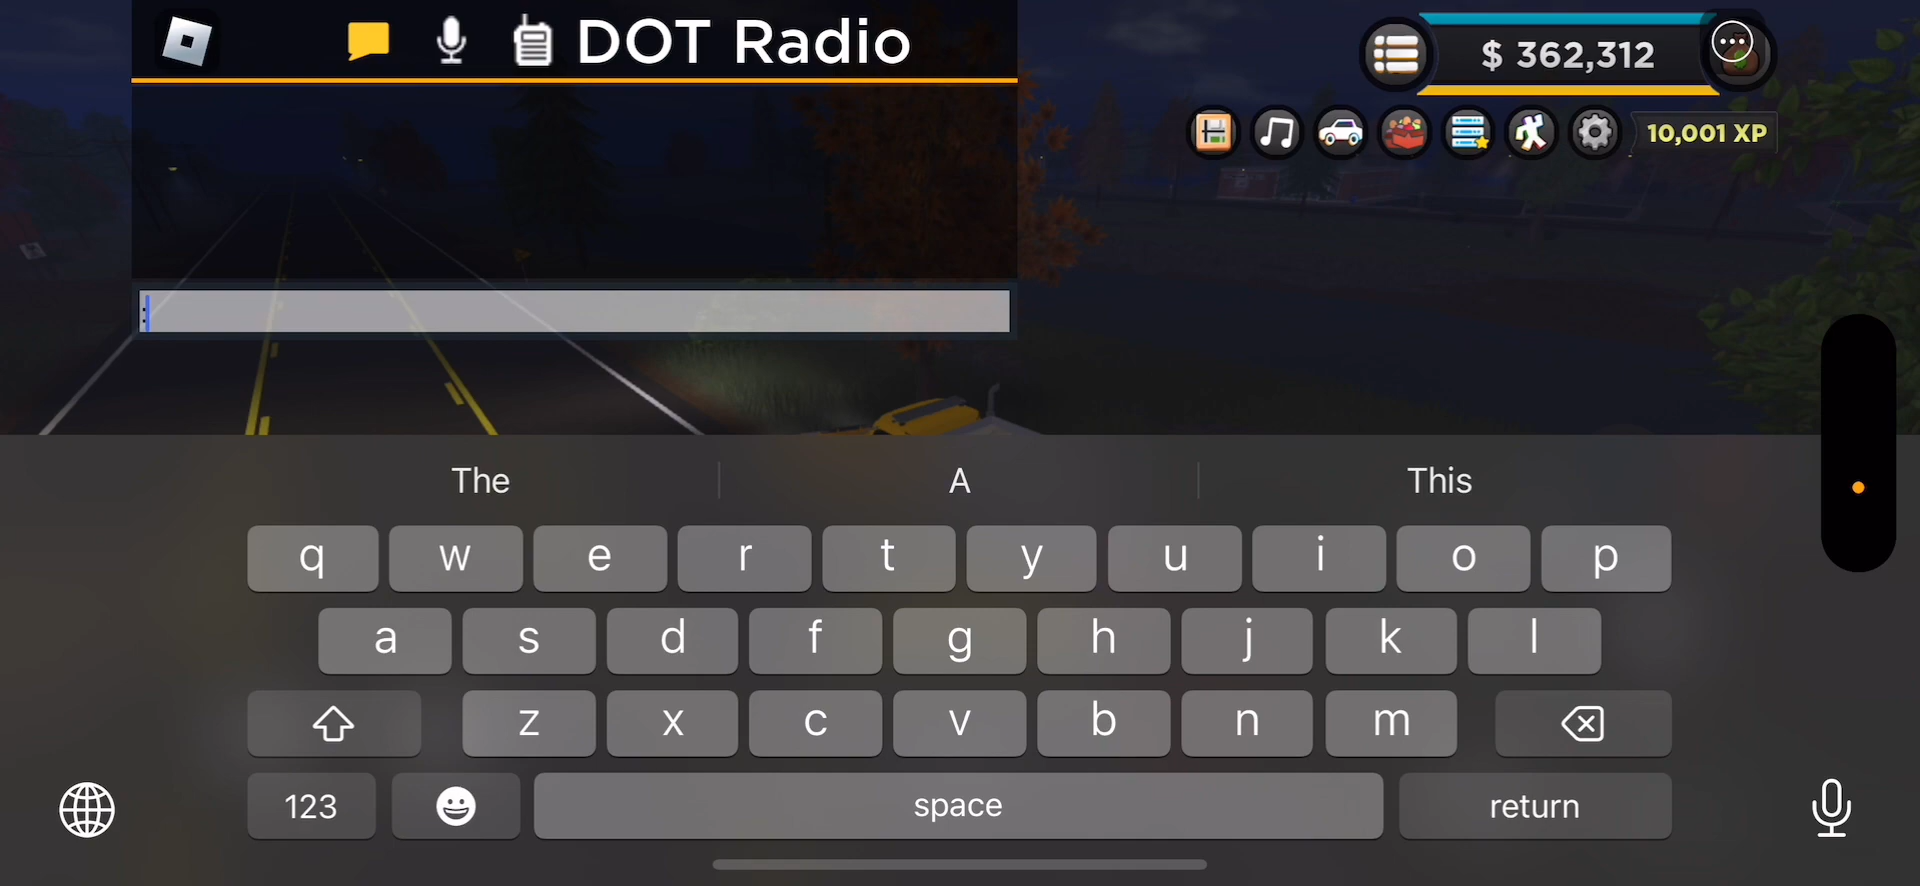 DOT Radio
$ 362,312
10,001 XP
:
The A This
q w e r t y u i o p
a s d f g h j k l
z x c v b n m
123 space return